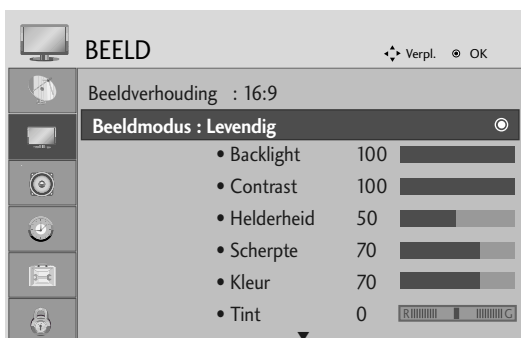 BEELD
Verpl. OK
Beeldverhouding : 16:9
Beeldmodus : Levendig
• Backlight 100
• Contrast 100
• Helderheid 50
• Scherpte 70
• Kleur 70
• Tint 0 R G